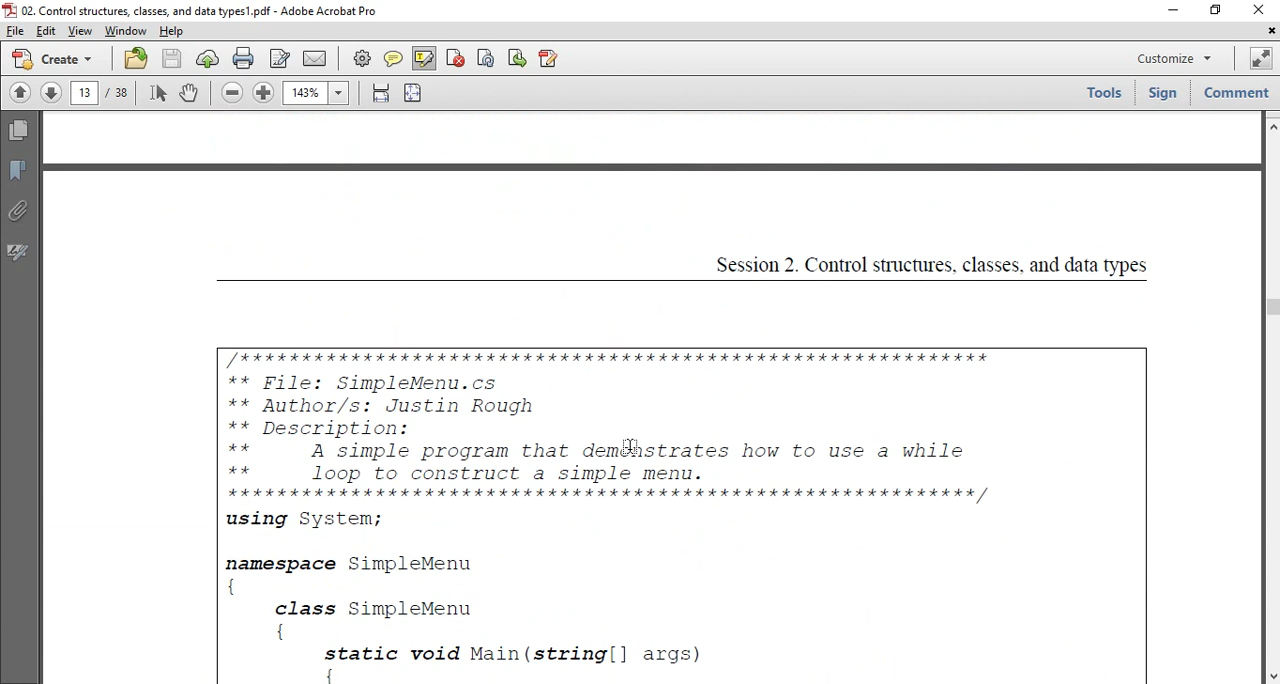 02. Control structures, classes, and data types1.pdf - Adobe Acrobat Pro
File Edit View Window Help
Create
Customize
13 / 38
143%
Tools
Sign
Comment
Session 2. Control structures, classes, and data types
/*************************************************************
** File: SimpleMenu.cs
** Author/s: Justin Rough
** Description:
** A simple program that demonstrates how to use a while
** loop to construct a simple menu.
*************************************************************/
using System;
namespace SimpleMenu
{
class SimpleMenu
{
static void Main(string[] args)
{